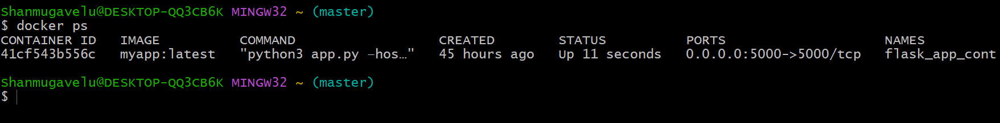 Shanmugavelu@DESKTOP-QQ3CB6K MINGW32 ~ (master)
$ docker ps
CONTAINER ID   IMAGE          COMMAND                  CREATED        STATUS          PORTS                    NAMES
41cf543b556c   myapp:latest   "python3 app.py -hos…"   45 hours ago   Up 11 seconds   0.0.0.0:5000->5000/tcp   flask_app_cont
Shanmugavelu@DESKTOP-QQ3CB6K MINGW32 ~ (master)
$